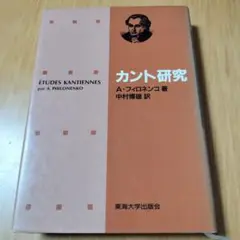 ÉTUDES KANTIENNES
par A. PHILONENKO
カント研究
A・フィロネンコ 著
中村博雄 訳
東海大学出版会